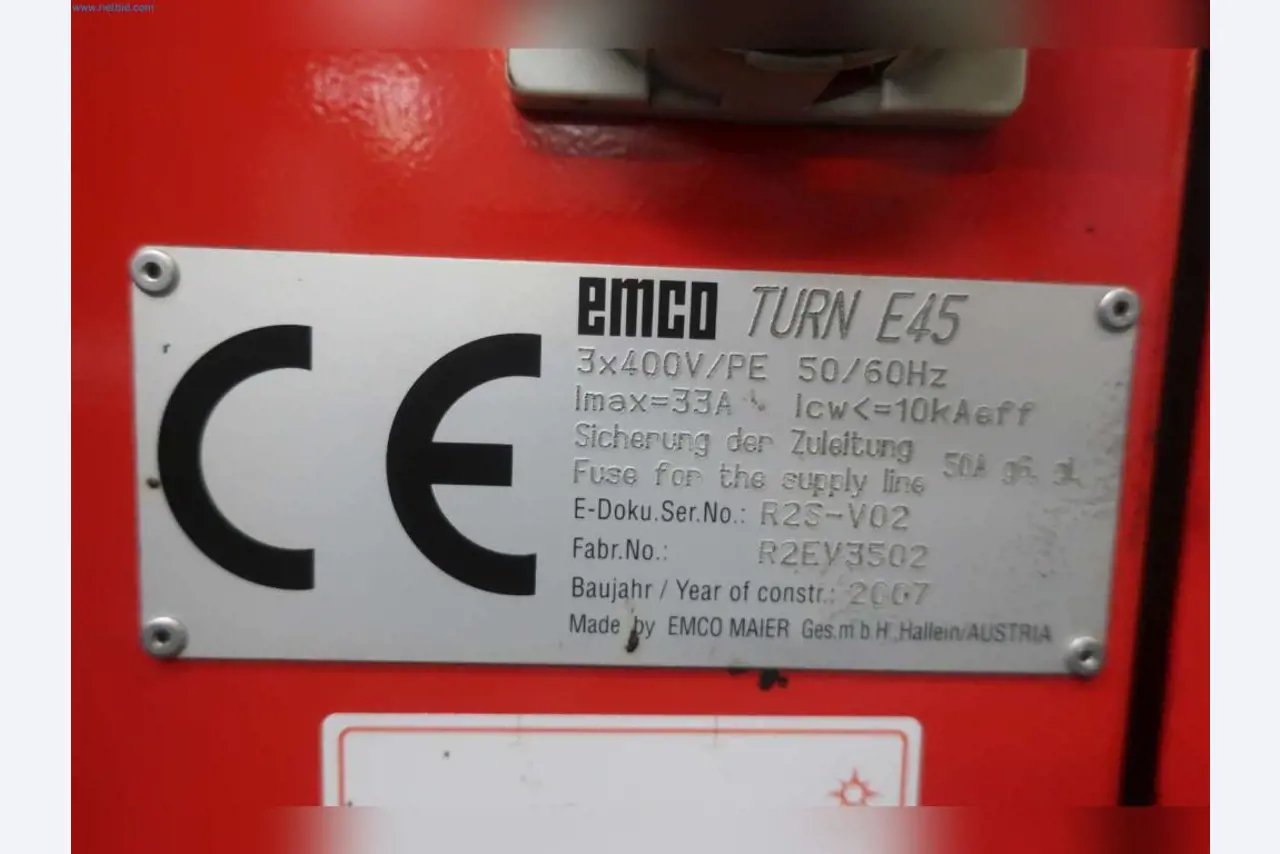 www.netbid.com
CE
emco TURN E45
3x400V/PE 50/60Hz
Imax=33A Icw<=10kAeff
Sicherung der Zuleitung
Fuse for the supply line 50A
E-Doku.Ser.No.: R2S-V02
Fabr.No.: R2EV3502
Baujahr / Year of constr.: 2007
Made by EMCO MAIER Ges.m.b.H.,Hallein/AUSTRIA